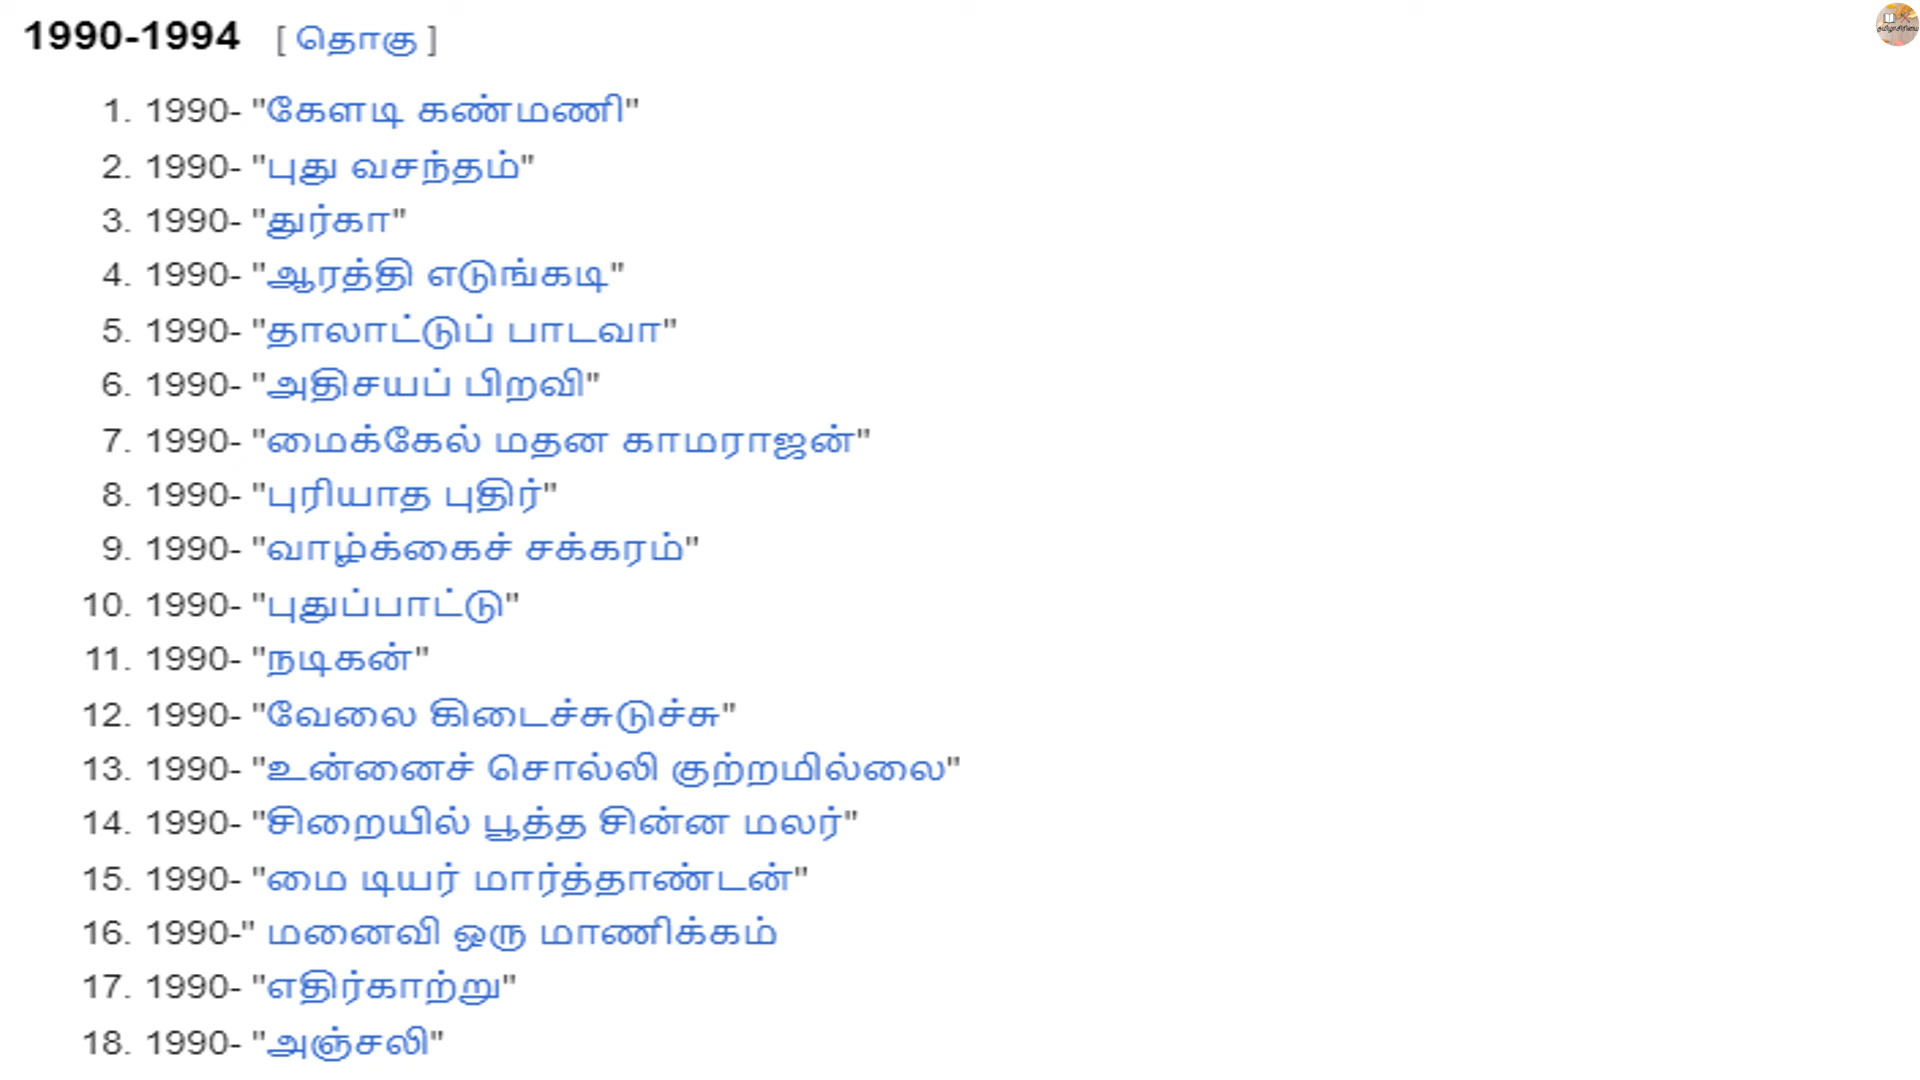 1990-1994 [ தொகு ]
1. 1990- "கேளடி கண்மணி"
2. 1990- "புது வசந்தம்"
3. 1990- "துர்கா"
4. 1990- "ஆரத்தி எடுங்கடி"
5. 1990- "தாலாட்டுப் பாடவா"
6. 1990- "அதிசயப் பிறவி"
7. 1990- "மைக்கேல் மதன காமராஜன்"
8. 1990- "புரியாத புதிர்"
9. 1990- "வாழ்க்கைச் சக்கரம்"
10. 1990- "புதுப்பாட்டு"
11. 1990- "நடிகன்"
12. 1990- "வேலை கிடைச்சுடுச்சு"
13. 1990- "உன்னைச் சொல்லி குற்றமில்லை"
14. 1990- "சிறையில் பூத்த சின்ன மலர்"
15. 1990- "மை டியர் மார்த்தாண்டன்"
16. 1990-" மனைவி ஒரு மாணிக்கம்
17. 1990- "எதிர்காற்று"
18. 1990- "அஞ்சலி"